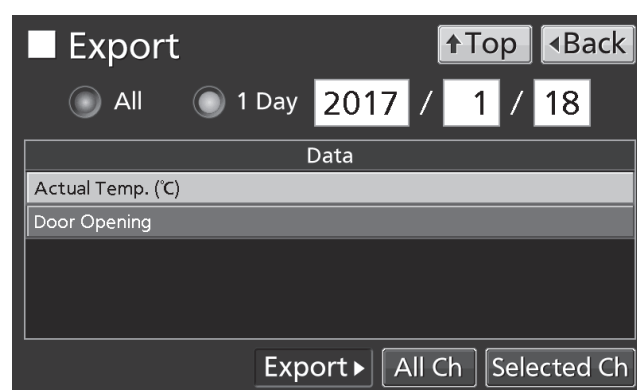 Export ↑Top ◂Back
All 1 Day 2017 / 1 / 18
Data
Actual Temp. (℃)
Door Opening
Export▸ All Ch Selected Ch